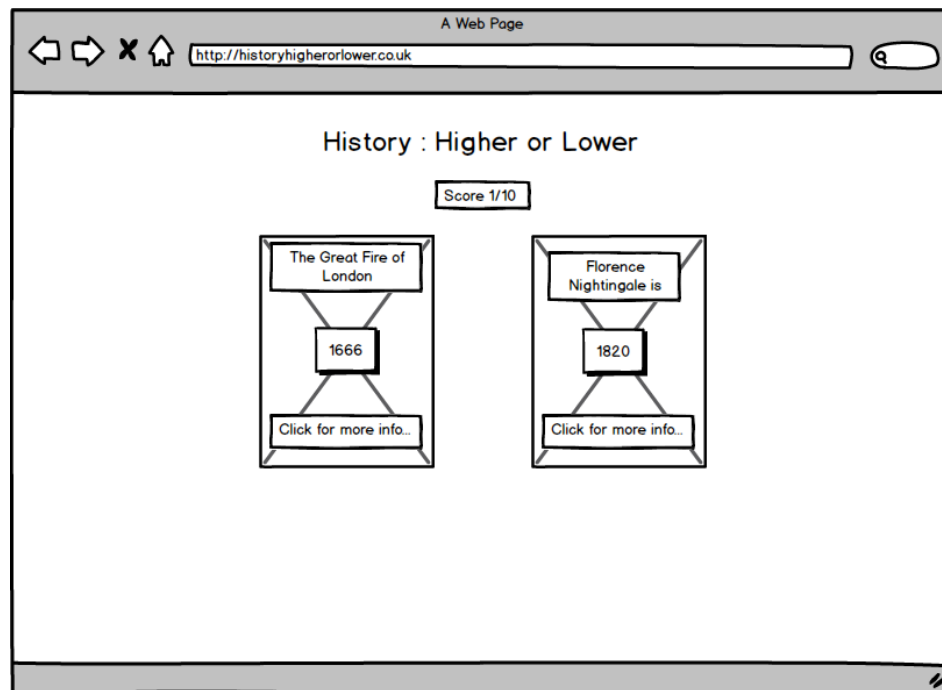 A Web Page
http://historyhigherorlower.co.uk
History : Higher or Lower
Score 1/10
The Great Fire of
London
1666
Click for more info...
Florence
Nightingale is
1820
Click for more info...